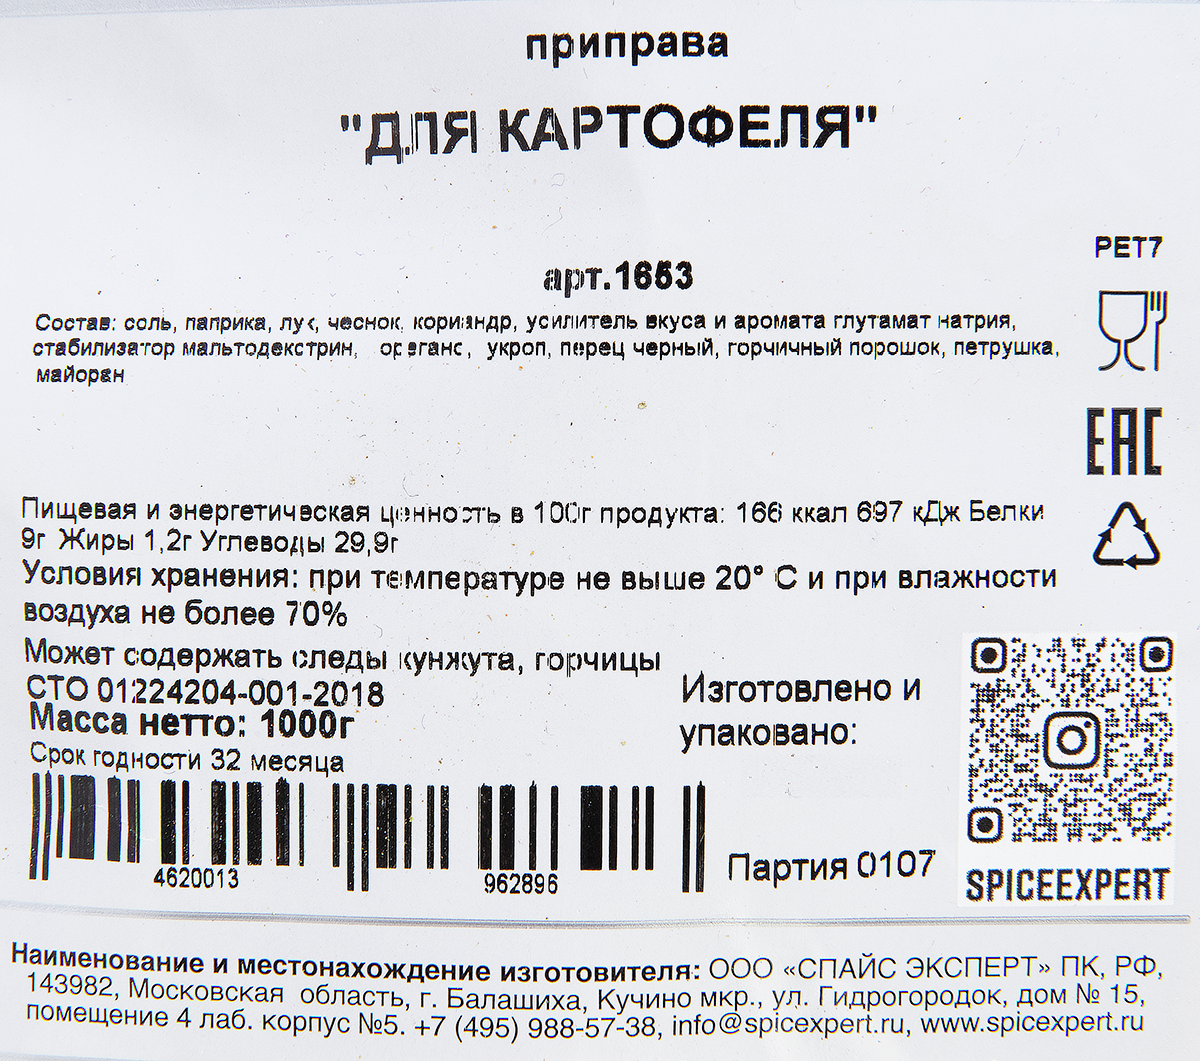 приправа
"ДЛЯ КАРТОФЕЛЯ"
PET7
арт.1653
Состав: соль, паприка, лук, чеснок, кориандр, усилитель вкуса и аромата глутамат натрия,
стабилизатор мальтодекстрин, орегано, укроп, перец черный, горчичный порошок, петрушка,
майоран
EAC
Пищевая и энергетическая ценность в 100г продукта: 166 ккал 697 кДж Белки
9г Жиры 1,2г Углеводы 29,9г
Условия хранения: при температуре не выше 20° С и при влажности
воздуха не более 70%
Может содержать следы кунжута, горчицы
СТО 01224204-001-2018
Масса нетто: 1000г
Срок годности 32 месяца
Изготовлено и
упаковано:
4620013 962896
Партия 0107
SPICEEXPERT
Наименование и местонахождение изготовителя: ООО «СПАЙС ЭКСПЕРТ» ПК, РФ,
143982, Московская область, г. Балашиха, Кучино мкр., ул. Гидрогородок, дом № 15,
помещение 4 лаб. корпус №5. +7 (495) 988-57-38, info@spicexpert.ru, www.spicexpert.ru